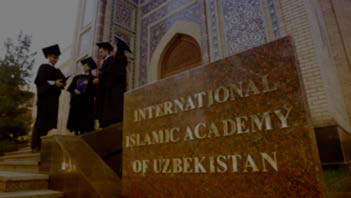 INTERNATIONAL
ISLAMIC ACADEMY
OF UZBEKISTAN